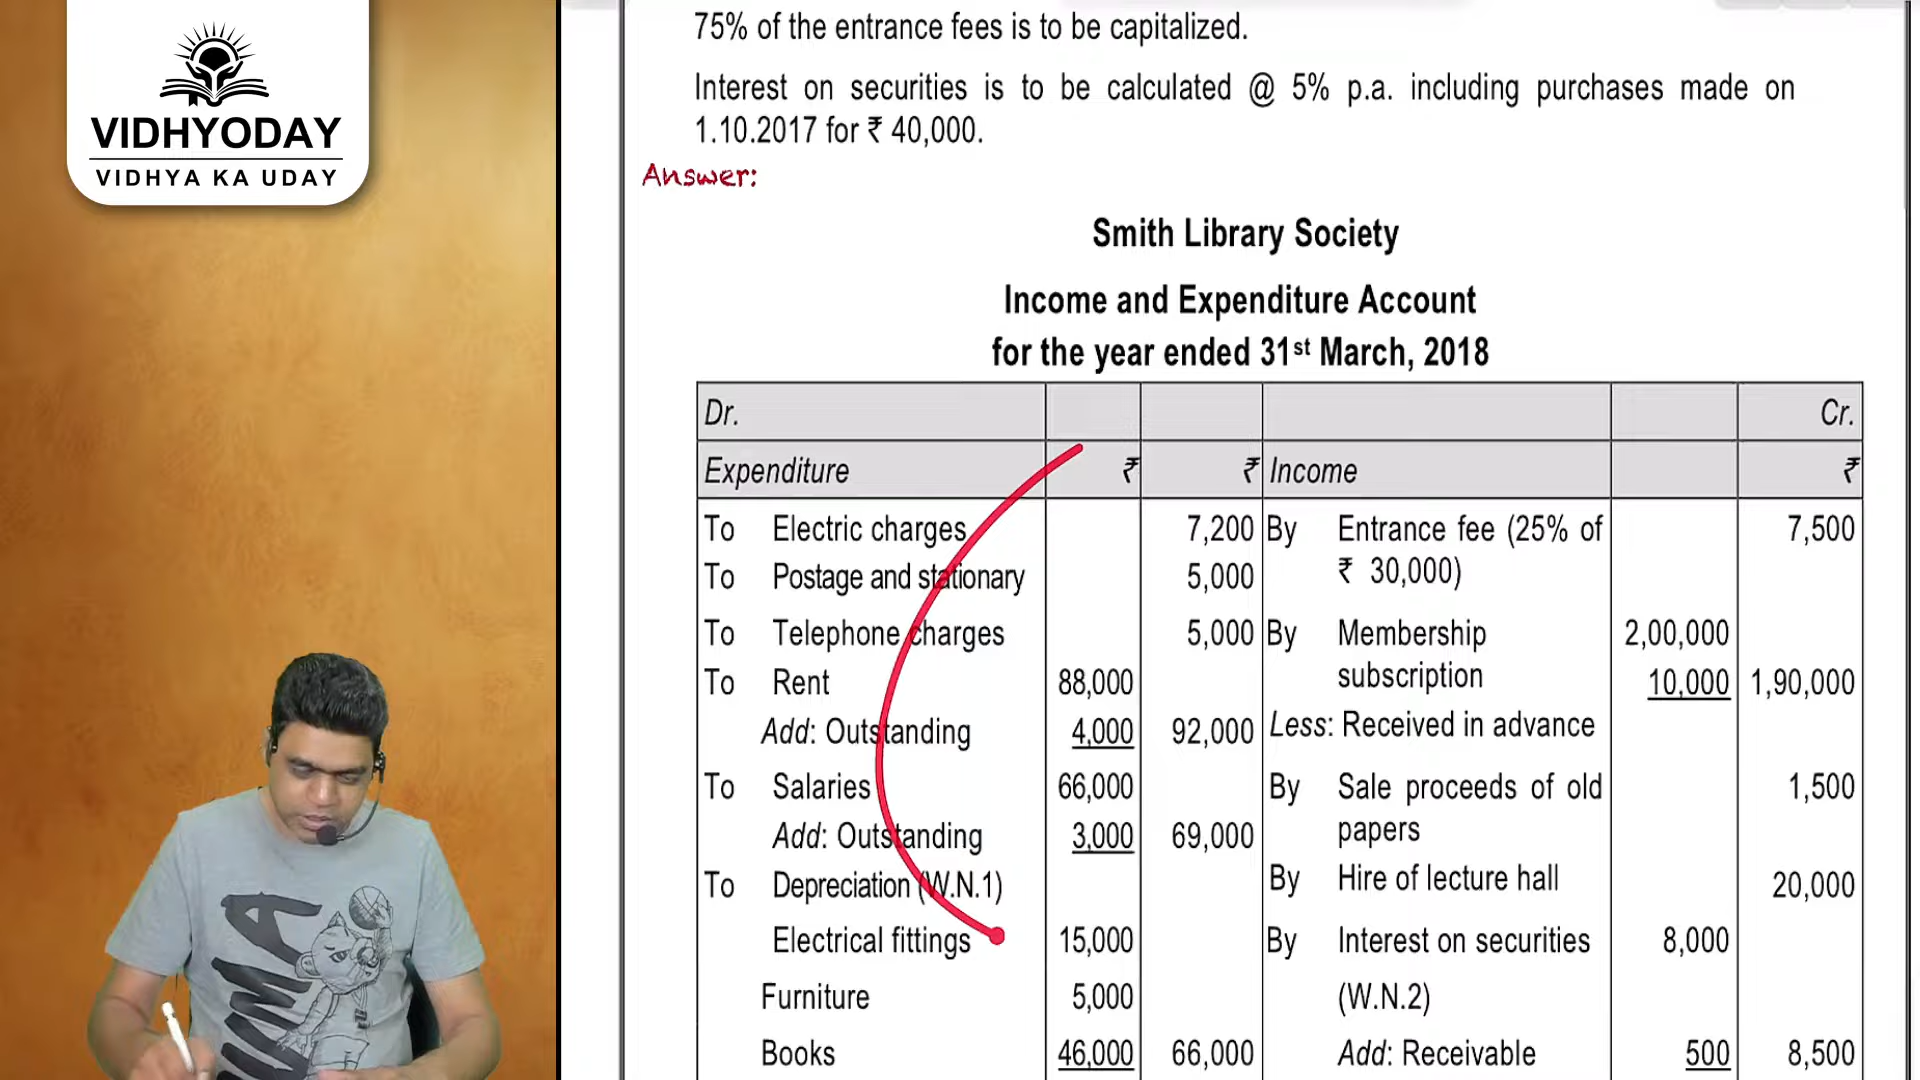 VIDHYODAY
VIDHYA KA UDAY
75% of the entrance fees is to be capitalized.
Interest on securities is to be calculated @ 5% p.a. including purchases made on
1.10.2017 for ₹ 40,000.
Answer:
Smith Library Society
Income and Expenditure Account
for the year ended 31st March, 2018
Dr. Cr.
Expenditure ₹ ₹ Income ₹
To Electric charges 7,200 By Entrance fee (25% of 7,500
₹ 30,000)
To Postage and stationary 5,000
To Telephone charges 5,000 By Membership 2,00,000
subscription
To Rent 88,000 10,000 1,90,000
Add: Outstanding 4,000 92,000 Less: Received in advance
To Salaries 66,000 By Sale proceeds of old 1,500
papers
Add: Outstanding 3,000 69,000
To Depreciation (W.N.1) By Hire of lecture hall 20,000
Electrical fittings 15,000 By Interest on securities 8,000
Furniture 5,000 (W.N.2)
Books 46,000 66,000 Add: Receivable 500 8,500